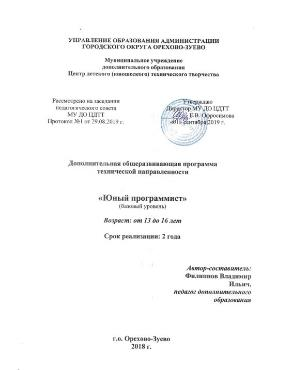 УПРАВЛЕНИЕ ОБРАЗОВАНИЯ АДМИНИСТРАЦИИ
ГОРОДСКОГО ОКРУГА ОРЕХОВО-ЗУЕВО
Муниципальное учреждение
дополнительного образования
Центр детского (юношеского) технического творчества
Рассмотрено на заседании
педагогического совета
МУ ДО ЦДТТ
Протокол №1 от 29.08.2019 г.
Утверждаю
Директор МУ ДО ЦДТТ
Е.В.
сентября 2019 г.
Дополнительная общеразвивающая программа
технической направленности
«Юный программист»
(базовый уровень)
Возраст: от 13 до 16 лет
Срок реализации: 2 года
Автор-составитель:
Филиппов Владимир
Ильич,
педагог дополнительного
образования
г.о. Орехово-Зуево
2018 г.